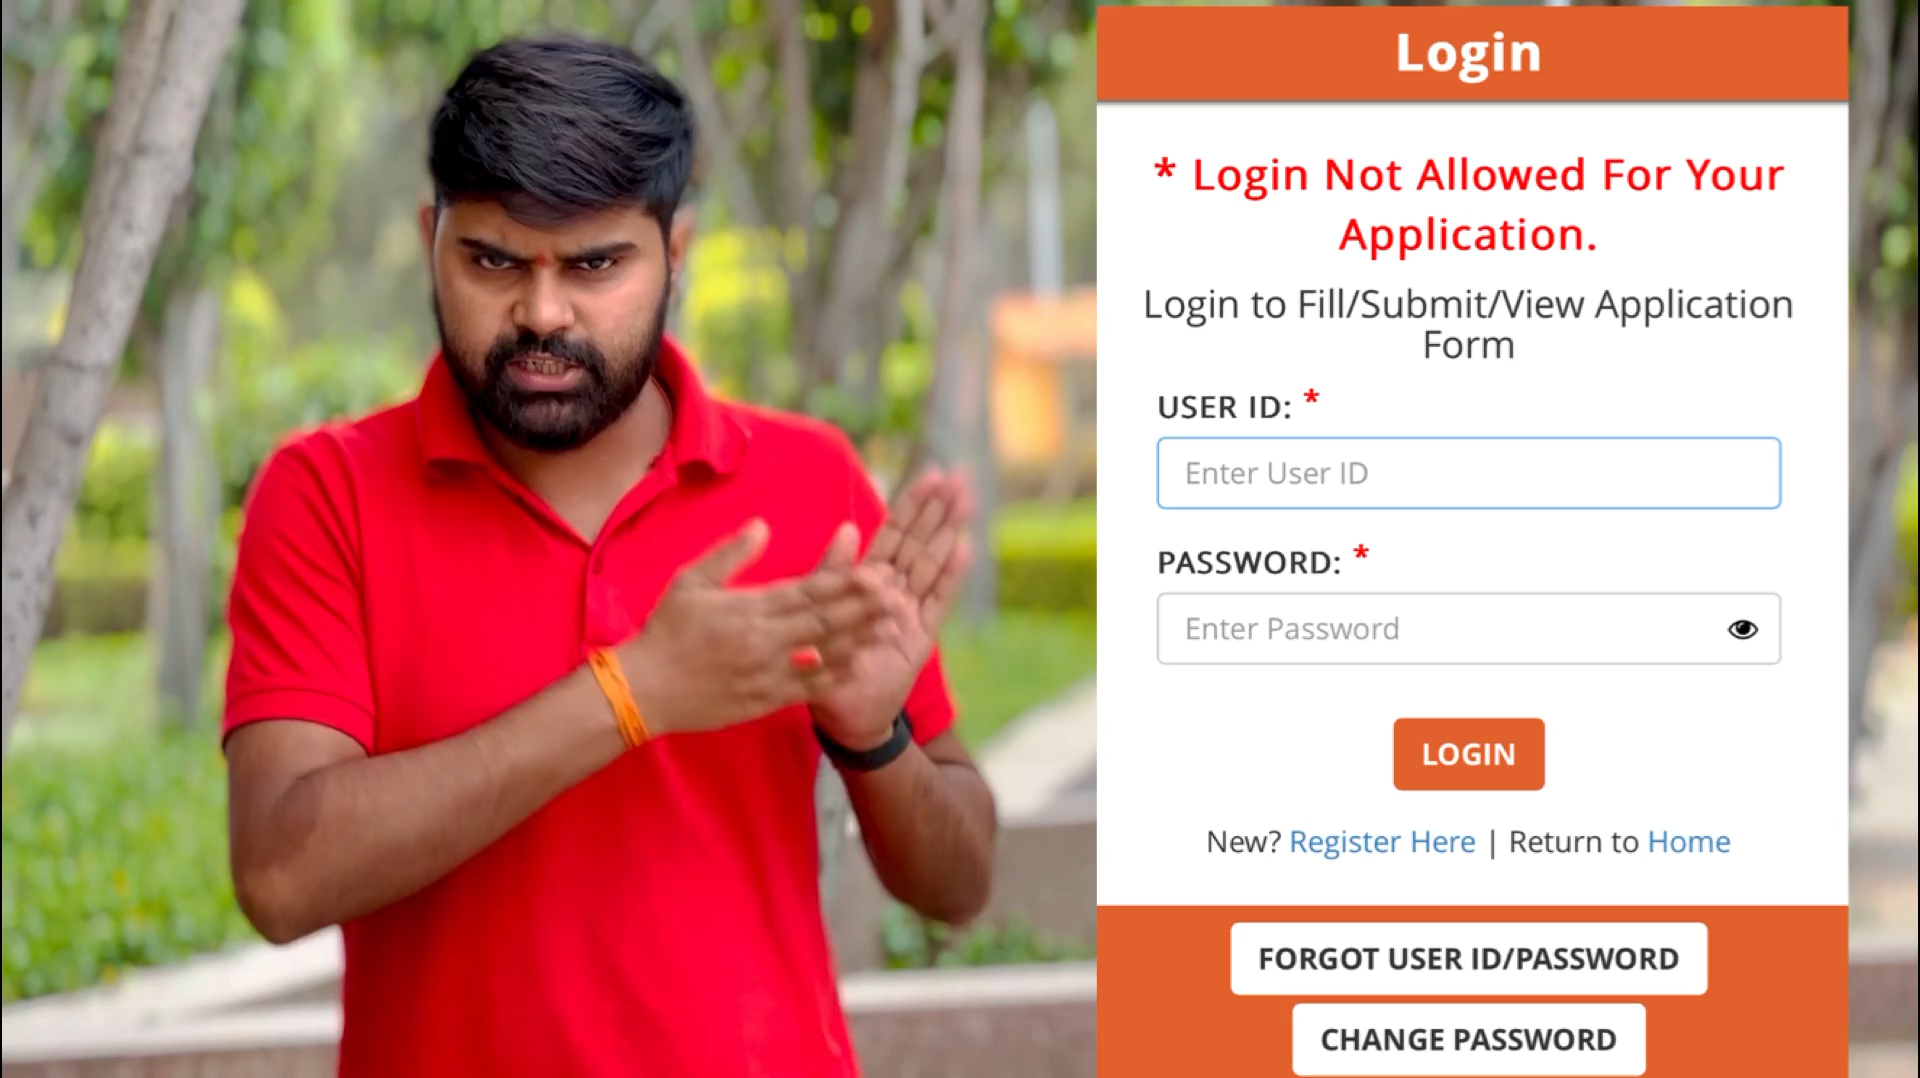 Login
* Login Not Allowed For Your
Application.
Login to Fill/Submit/View Application
Form
USER ID: *
Enter User ID
PASSWORD: *
Enter Password
LOGIN
New? Register Here | Return to Home
FORGOT USER ID/PASSWORD
CHANGE PASSWORD